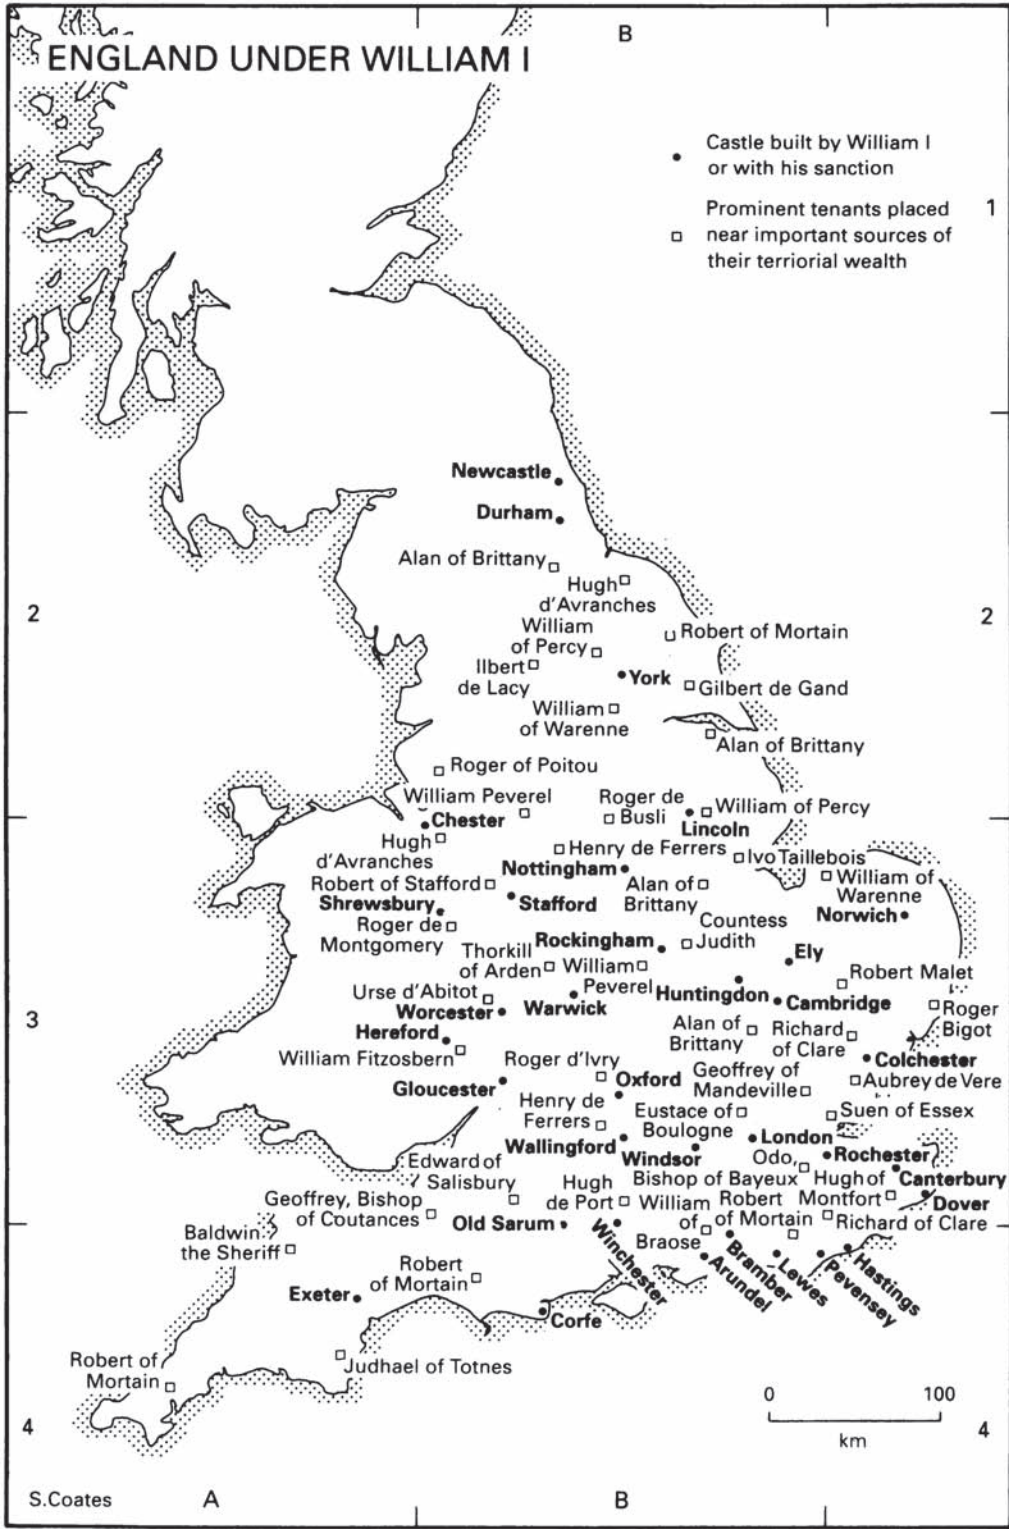 B
ENGLAND UNDER WILLIAM I
Castle built by William I
or with his sanction
Prominent tenants placed
near important sources of
their terriorial wealth
1
Newcastle
Durham
Alan of Brittany
Hugh
d'Avranches
2
2
William
of Percy
Robert of Mortain
Ilbert
de Lacy
York
Gilbert de Gand
William
of Warenne
Alan of Brittany
Roger of Poitou
William Peverel
Roger de
Busli
William of Percy
Chester
Lincoln
Hugh
d'Avranches
Henry de Ferrers
Ivo Taillebois
Nottingham
William of
Warenne
Robert of Stafford
Alan of
Brittany
Shrewsbury
Stafford
Norwich
Roger de
Montgomery
Countess
Judith
Rockingham
Thorkill
of Arden
Ely
William
Peverel
Robert Malet
Urse d'Abitot
Huntingdon
Cambridge
Worcester
Warwick
Roger
Bigot
3
3
Hereford
Alan of
Brittany
Richard
of Clare
William Fitzosbern
Colchester
Roger d'Ivry
Gloucester
Oxford
Geoffrey of
Mandeville
Aubrey de Vere
Henry de
Ferrers
Eustace of
Boulogne
Suen of Essex
Wallingford
Windsor
London
Rochester
Edward of
Salisbury
Odo,
Bishop of Bayeux
Hugh of
Montfort
Canterbury
Dover
Hugh
de Port
Geoffrey, Bishop
of Coutances
William
of
Braose
Robert
of Mortain
Richard of Clare
Baldwin
the Sheriff
Old Sarum
Winchester
Bramber
Arundel
Lewes
Pevensey
Hastings
Robert
of Mortain
Exeter
Corfe
Robert of
Mortain
Judhael of Totnes
0 100
km
4
4
S.Coates
A
B